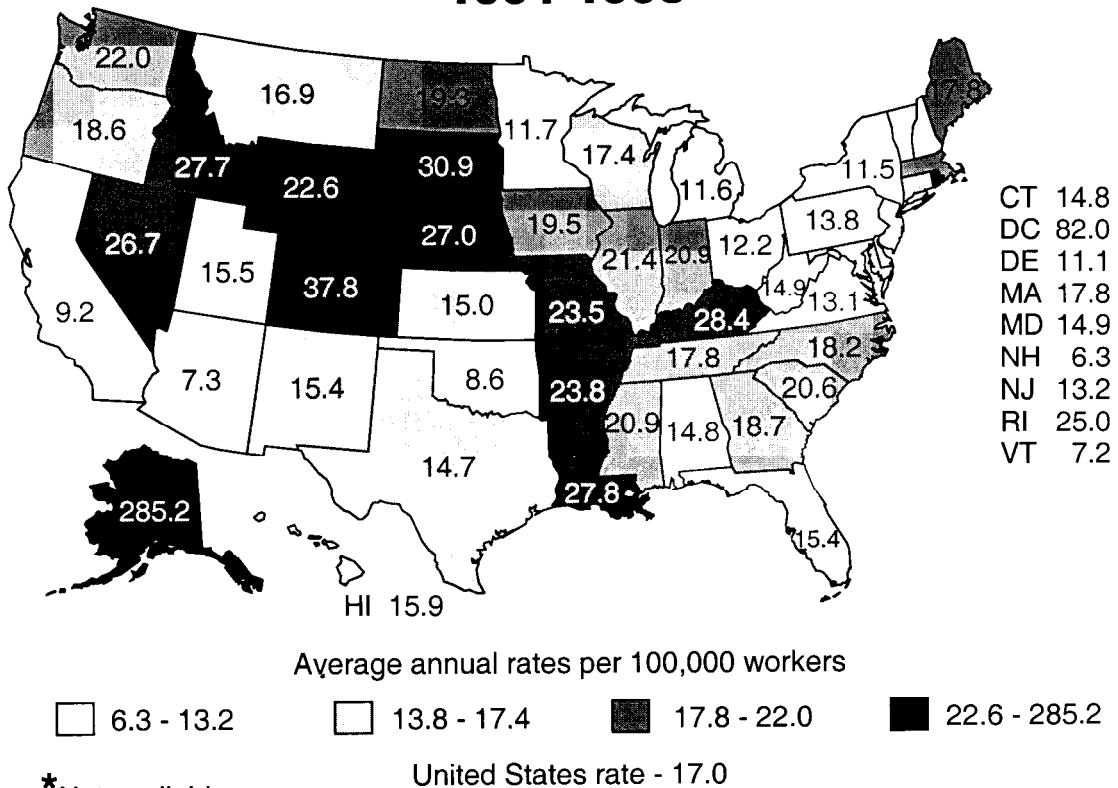 22.0
16.9
19.3
11.7
17.8
18.6
17.4
11.5
27.7
22.6
30.9
11.6
CT 14.8
13.8
DC 82.0
26.7
27.0
19.5
21.4
20.9
12.2
DE 11.1
15.5
37.8
15.0
23.5
14.9
13.1
MA 17.8
9.2
28.4
MD 14.9
17.8
18.2
NH 6.3
7.3
15.4
8.6
23.8
20.6
NJ 13.2
20.9
14.8
18.7
RI 25.0
14.7
VT 7.2
285.2
27.8
15.4
HI 15.9
Average annual rates per 100,000 workers
6.3 - 13.2
13.8 - 17.4
17.8 - 22.0
22.6 - 285.2
United States rate - 17.0
*